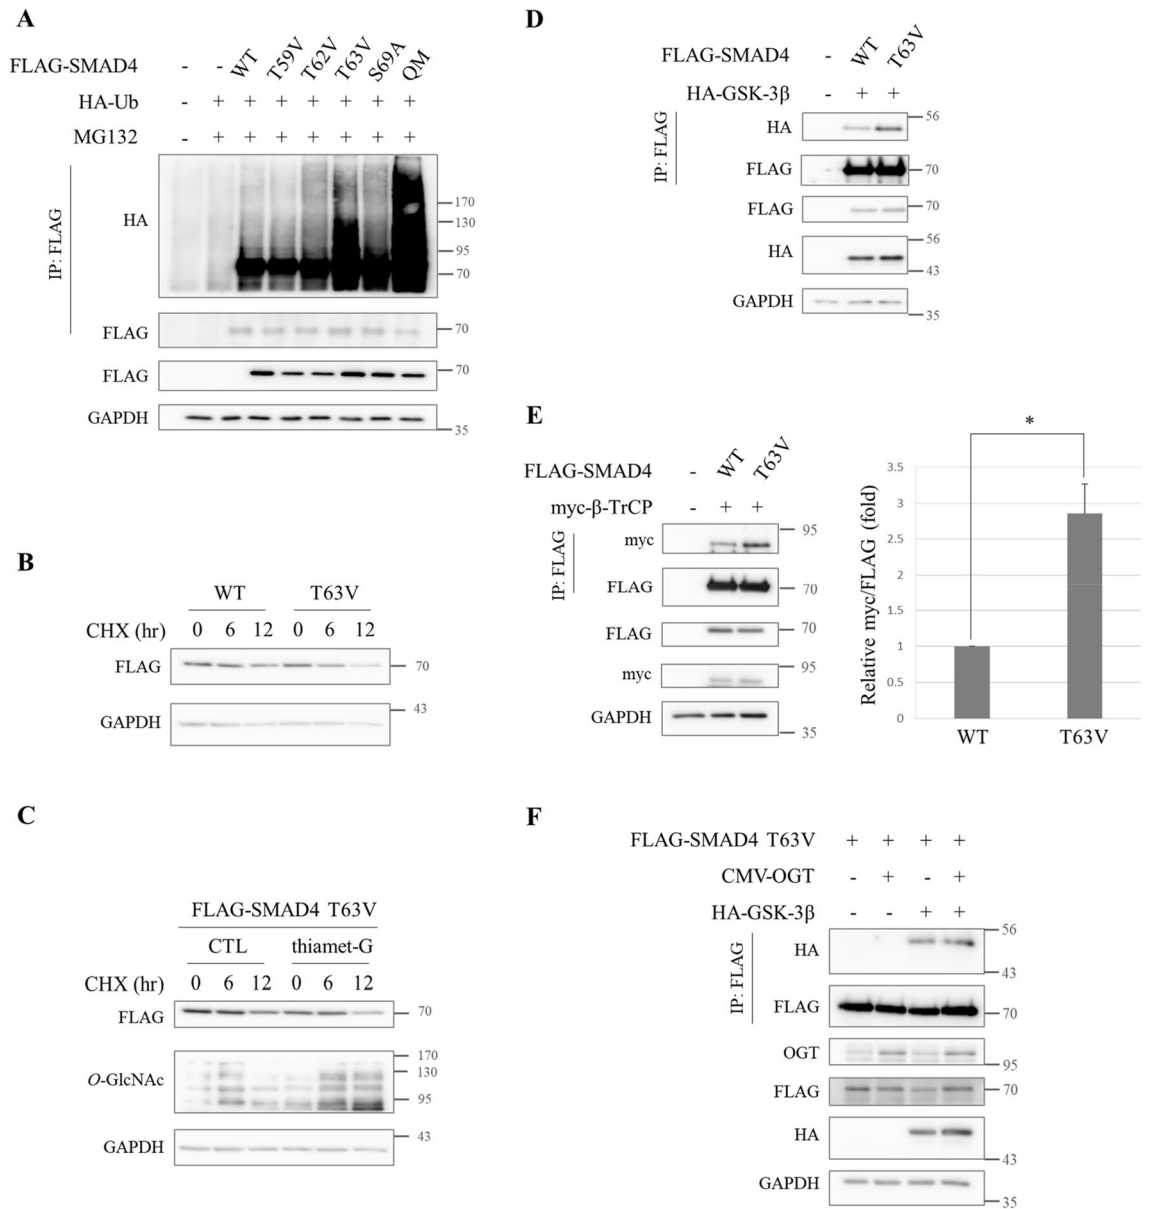 A
FLAG-SMAD4 - - WT T59V T62V T63V S69A QM
HA-Ub - + + + + + + +
MG132 - + + + + + + +
IP: FLAG
HA
170
130
95
70
FLAG 70
FLAG 70
GAPDH
35
B
WT T63V
CHX (hr) 0 6 12 0 6 12
FLAG 70
43
GAPDH
C
FLAG-SMAD4 T63V
CTL thiamet-G
CHX (hr) 0 6 12 0 6 12
FLAG 70
170
O-GlcNAc 130
95
43
GAPDH
D
FLAG-SMAD4 - WT T63V
HA-GSK-3β - + +
IP: FLAG
HA 56
FLAG 70
FLAG 70
56
HA
43
GAPDH
35
E
FLAG-SMAD4 - WT T63V
myc-β-TrCP - + +
IP: FLAG
myc 95
FLAG 70
FLAG 70
myc 95
GAPDH
35
*
Relative myc/FLAG (fold)
3.5
3
2.5
2
1.5
1
0.5
0
WT T63V
F
FLAG-SMAD4 T63V + + + +
CMV-OGT - + - +
HA-GSK-3β - - + +
IP: FLAG
56
HA
43
FLAG 70
OGT
95
FLAG 70
HA
43
GAPDH
35